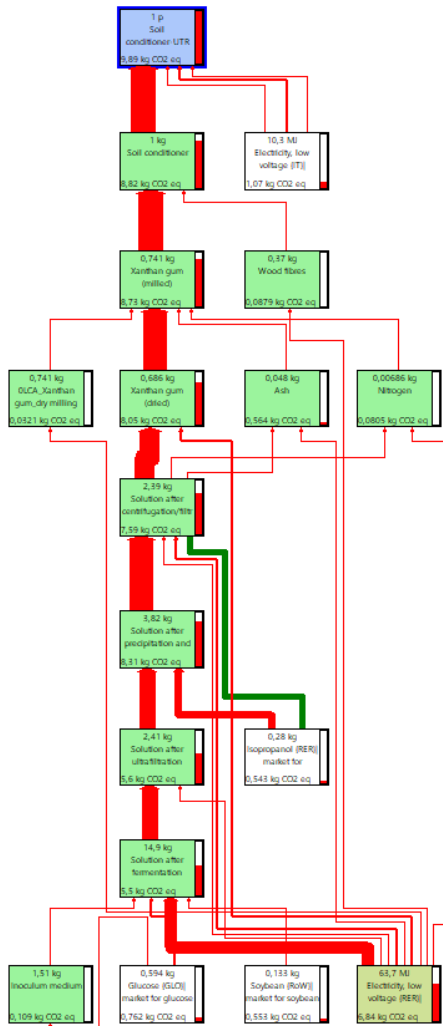 1 p
Soil
conditioner-UTR
9,89 kg CO2 eq
1 kg
Soil conditioner
8,82 kg CO2 eq
10,3 MJ
Electricity, low
voltage {IT}|
1,07 kg CO2 eq
0,741 kg
Xanthan gum
(milled)
8,73 kg CO2 eq
0,37 kg
Wood fibres
0,0879 kg CO2 eq
0,741 kg
0LCA_Xanthan
gum_dry millling
0,0321 kg CO2 eq
0,686 kg
Xanthan gum
(dried)
8,05 kg CO2 eq
0,048 kg
Ash
0,564 kg CO2 eq
0,00686 kg
Nitrogen
0,0805 kg CO2 eq
2,39 kg
Solution after
centrifugation/filtr
7,59 kg CO2 eq
3,82 kg
Solution after
precipitation and
8,31 kg CO2 eq
2,41 kg
Solution after
ultrafiltration
5,6 kg CO2 eq
0,28 kg
Isopropanol {RER}|
market for
0,543 kg CO2 eq
14,9 kg
Solution after
fermentation
5,5 kg CO2 eq
1,51 kg
Inoculum medium
0,109 kg CO2 eq
0,594 kg
Glucose {GLO}|
market for glucose
0,762 kg CO2 eq
0,133 kg
Soybean {RoW}|
market for soybean
0,553 kg CO2 eq
63,7 MJ
Electricity, low
voltage {RER}|
6,84 kg CO2 eq